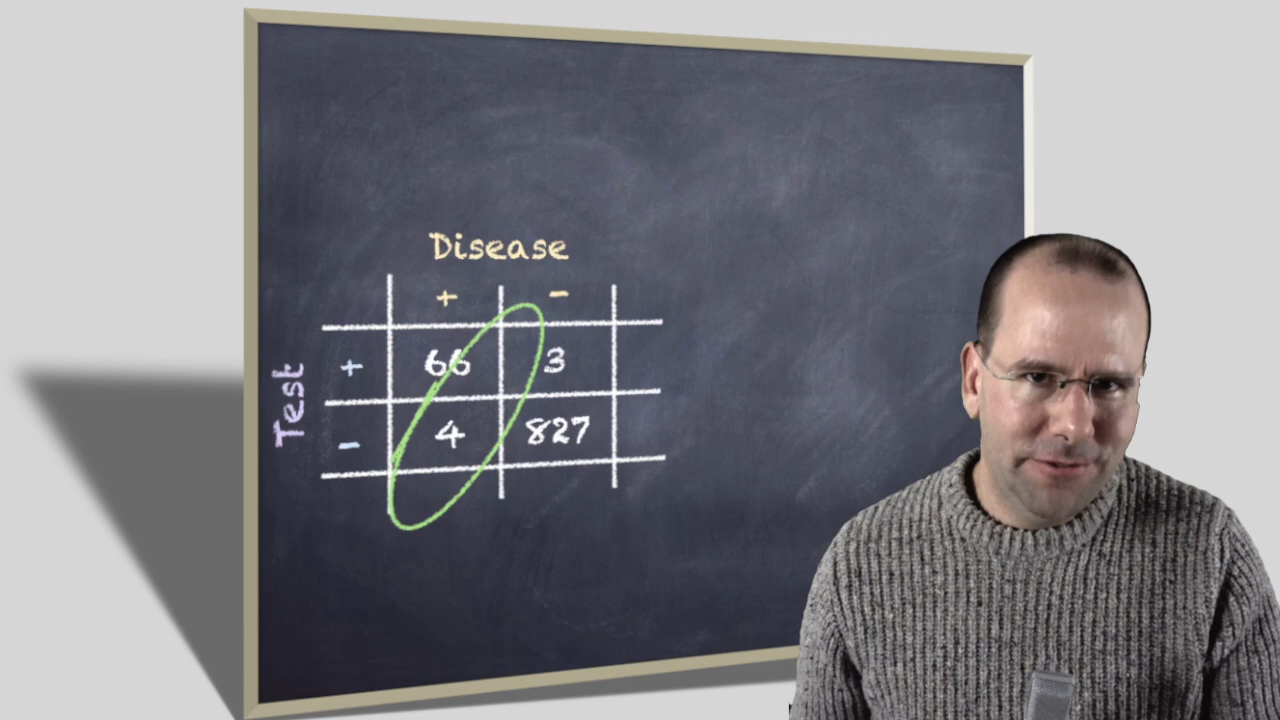 Disease
+ -
Test
+ 66 3
- 4 827